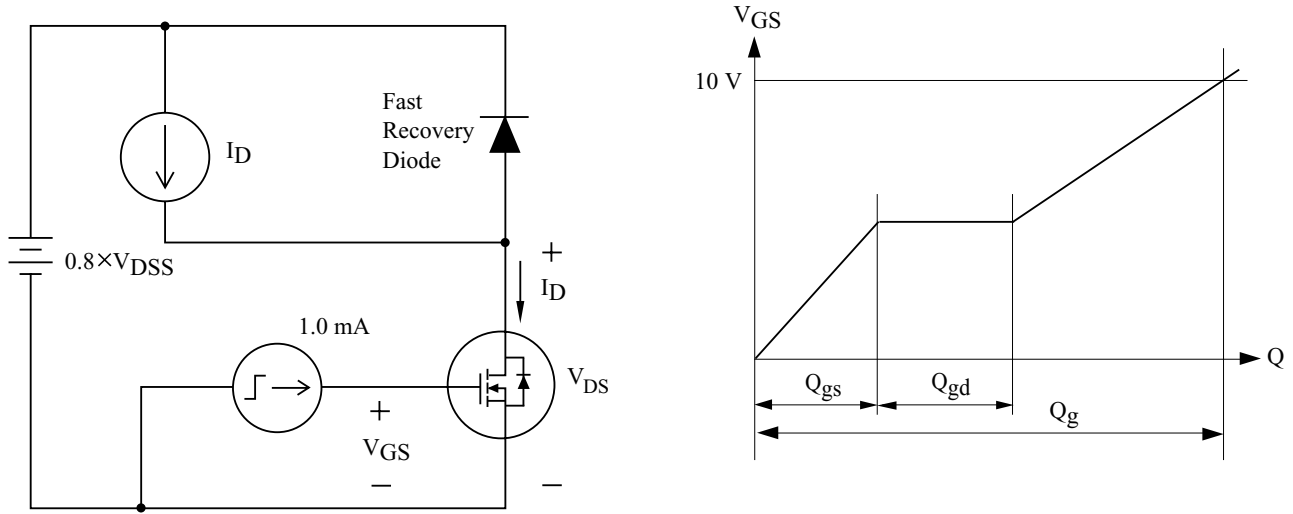 Fast
Recovery
Diode
I_D
0.8×V_DSS
+
I_D
1.0 mA
V_DS
+
V_GS
−
−
V_GS
10 V
Q
Q_gs
Q_gd
Q_g